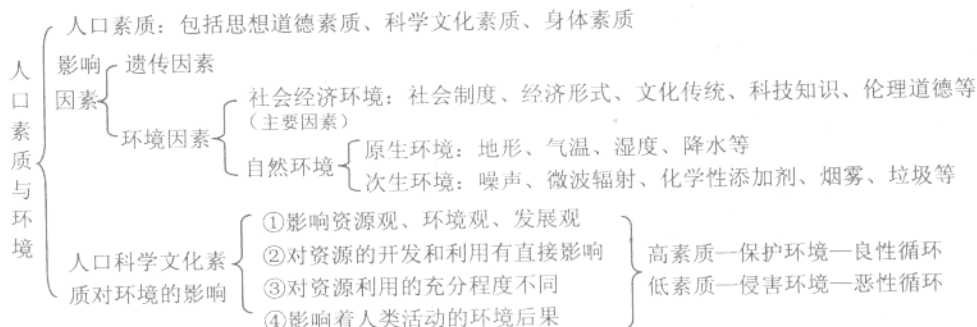 人口素质与环境
人口素质：包括思想道德素质、科学文化素质、身体素质
影响因素
遗传因素
环境因素
社会经济环境：社会制度、经济形式、文化传统、科技知识、伦理道德等
（主要因素）
自然环境
原生环境：地形、气温、湿度、降水等
次生环境：噪声、微波辐射、化学性添加剂、烟雾、垃圾等
人口科学文化素
质对环境的影响
①影响资源观、环境观、发展观
②对资源的开发和利用有直接影响
③对资源利用的充分程度不同
④影响着人类活动的环境后果
高素质—保护环境—良性循环
低素质—侵害环境—恶性循环